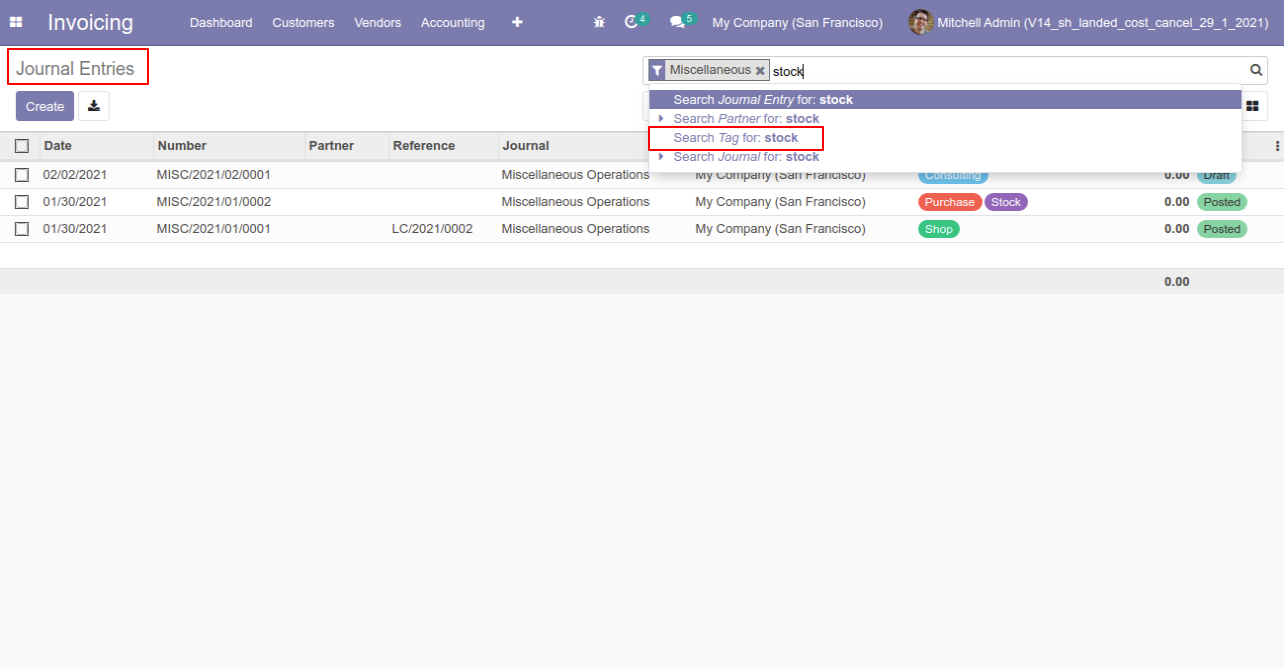 Invoicing Dashboard Customers Vendors Accounting 4 5 My Company (San Francisco) Mitchell Admin (V14_sh_landed_cost_cancel_29_1_2021)
Journal Entries
Miscellaneous stock
Create
Search Journal Entry for: stock
Search Partner for: stock
Search Tag for: stock
Search Journal for: stock
Date Number Partner Reference Journal
02/02/2021 MISC/2021/02/0001 Miscellaneous Operations My Company (San Francisco) Consulting 0.00 Draft
01/30/2021 MISC/2021/01/0002 Miscellaneous Operations My Company (San Francisco) Purchase Stock 0.00 Posted
01/30/2021 MISC/2021/01/0001 LC/2021/0002 Miscellaneous Operations My Company (San Francisco) Shop 0.00 Posted
0.00